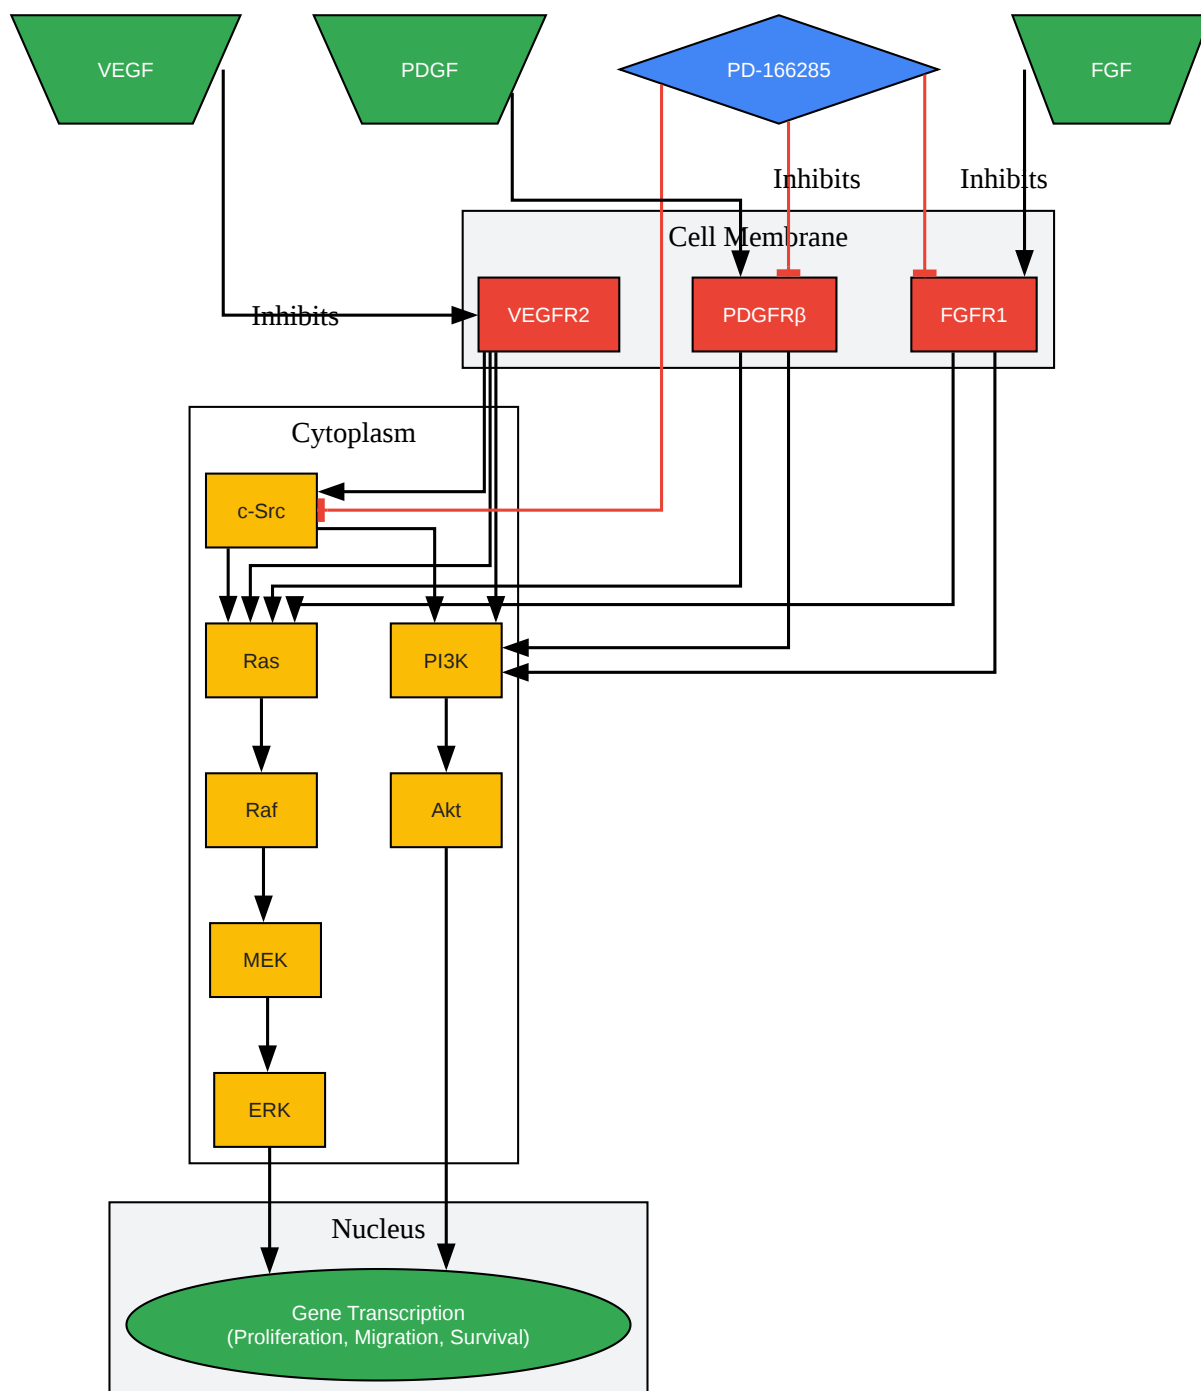 VEGF
PDGF
PD-166285
FGF
Inhibits
Inhibits
Cell Membrane
Inhibits
VEGFR2
PDGFRβ
FGFR1
Cytoplasm
c-Src
Ras
PI3K
Raf
Akt
MEK
ERK
Nucleus
Gene Transcription
(Proliferation, Migration, Survival)